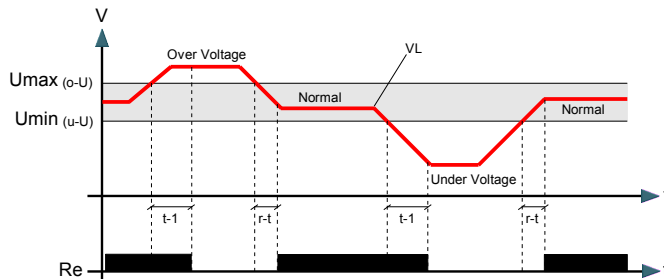 V
Over Voltage
VL
Umax (o-U)
Normal
Normal
Umin (u-U)
Under Voltage
t-1
r-t
t-1
r-t
Re